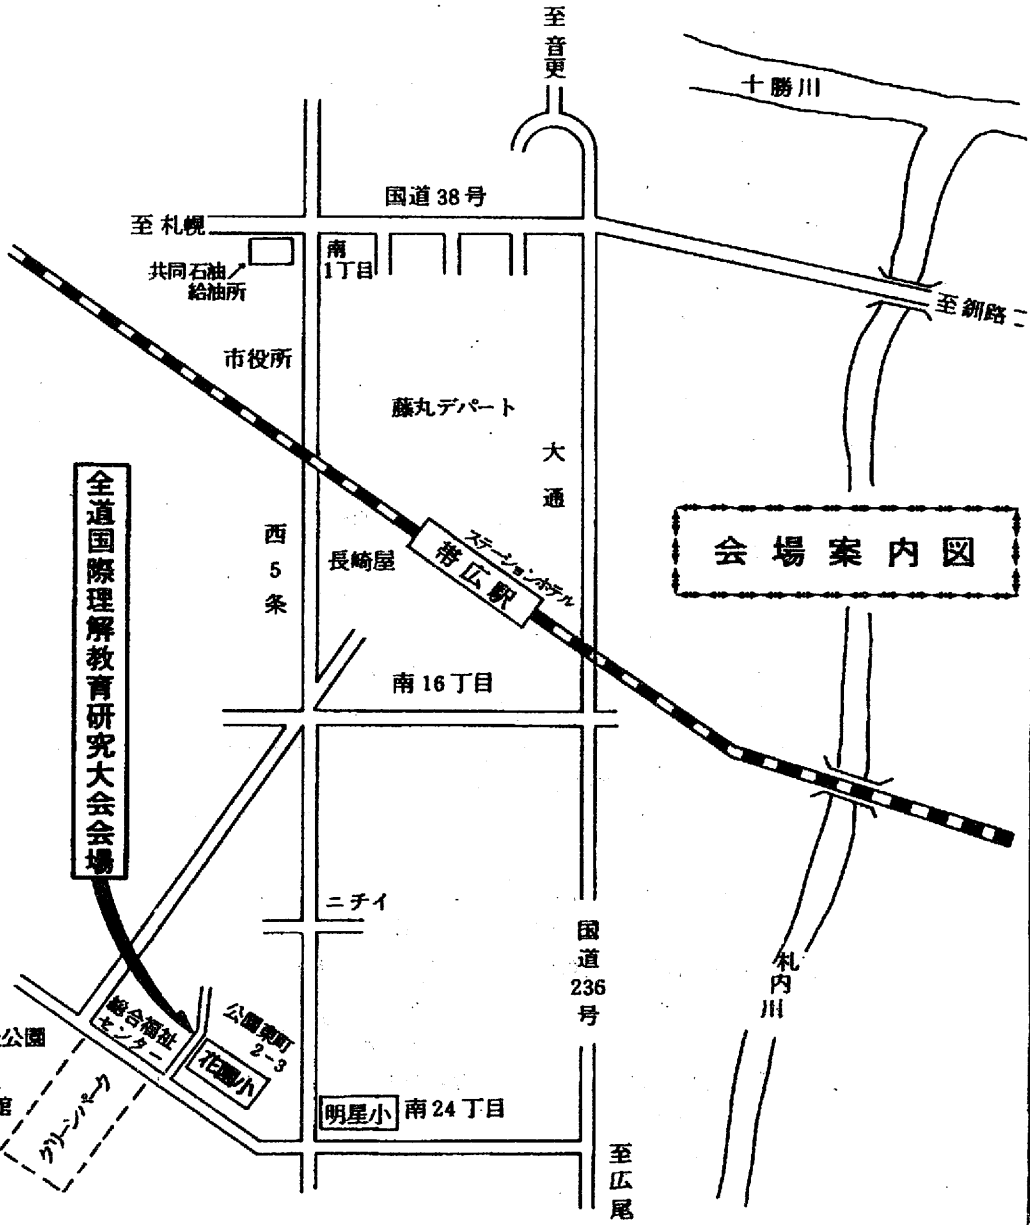 至音更
十勝川
国道38号
至 札幌
南
1丁目
共同石油
給油所
至 釧路
市役所
藤丸デパート
大通
会場案内図
全道国際理解教育研究大会会場
西5条
長崎屋
ステーションホテル
帯広駅
南16丁目
ニチイ
国道236号
札内川
総合福祉
センター
公園東町
2-3
花園小
公園
館
グリーンパーク
明星小
南24丁目
至広尾